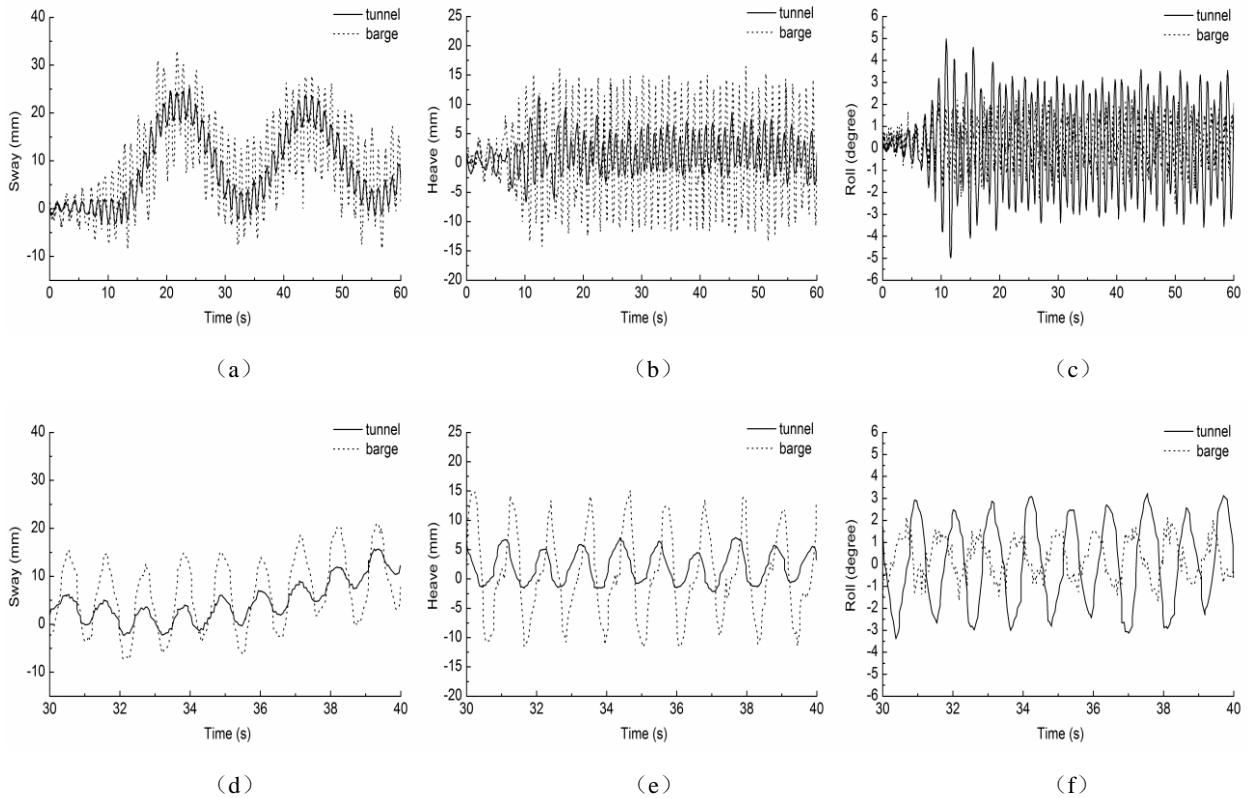 40
30
20
10
0
-10
Sway (mm)
0 10 20 30 40 50 60
Time (s)
tunnel
barge
（a）
25
20
15
10
5
0
-5
-10
-15
-20
Heave (mm)
0 10 20 30 40 50 60
Time (s)
tunnel
barge
（b）
6
5
4
3
2
1
0
-1
-2
-3
-4
-5
-6
Roll (degree)
0 10 20 30 40 50 60
Time (s)
tunnel
barge
（c）
40
30
20
10
0
-10
Sway (mm)
30 32 34 36 38 40
Time (s)
tunnel
barge
（d）
25
20
15
10
5
0
-5
-10
-15
-20
Heave (mm)
30 32 34 36 38 40
Time (s)
tunnel
barge
（e）
6
5
4
3
2
1
0
-1
-2
-3
-4
-5
-6
Roll (degree)
30 32 34 36 38 40
Time (s)
tunnel
barge
（f）